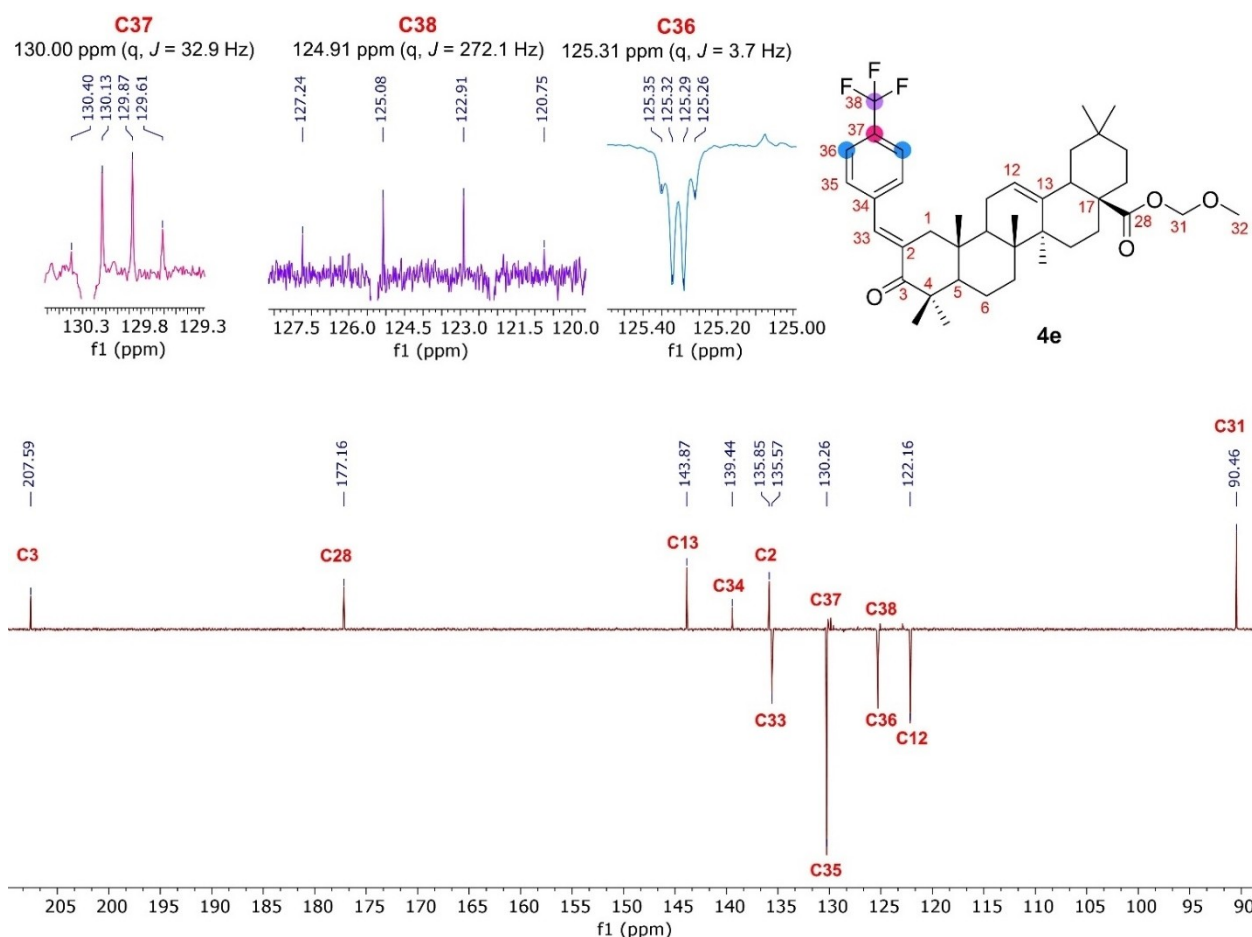 C37
130.00 ppm (q, J = 32.9 Hz)
130.40
130.13
129.87
129.61
130.3 129.8 129.3
f1 (ppm)
C38
124.91 ppm (q, J = 272.1 Hz)
127.24
125.08
122.91
120.75
127.5 126.0 124.5 123.0 121.5 120.0
f1 (ppm)
C36
125.31 ppm (q, J = 3.7 Hz)
125.35
125.32
125.29
125.26
125.40 125.20 125.00
f1 (ppm)
F
F F
38
37
36
35
34
33
2
1
3
4
5
6
12
13
17
28
31
32
O
O
O
O
4e
207.59
177.16
143.87
139.44
135.85
135.57
130.26
122.16
90.46
C31
C3
C28
C13
C34
C2
C37
C38
C33
C36
C12
C35
205 200 195 190 185 180 175 170 165 160 155 150 145 140 135 130 125 120 115 110 105 100 95 90
f1 (ppm)